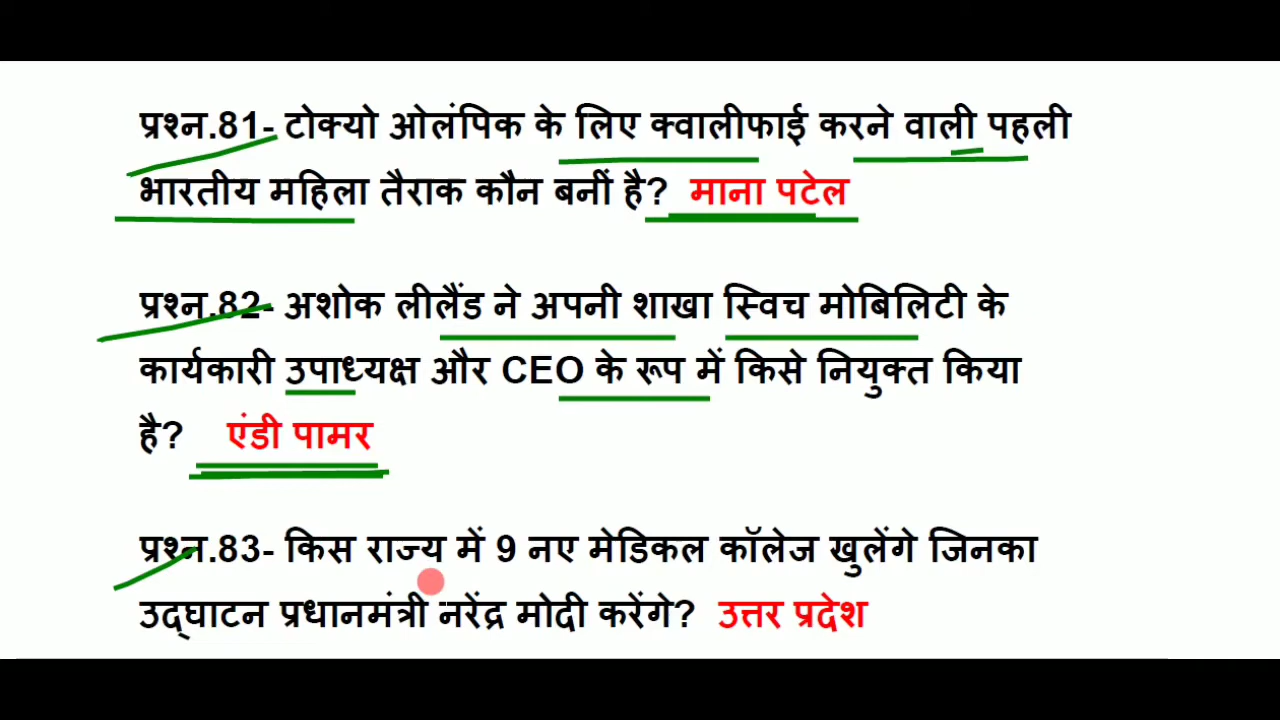 प्रश्न.81- टोक्यो ओलंपिक के लिए क्वालीफाई करने वाली पहली
भारतीय महिला तैराक कौन बनीं है? माना पटेल
प्रश्न.82- अशोक लीलैंड ने अपनी शाखा स्विच मोबिलिटी के
कार्यकारी उपाध्यक्ष और CEO के रूप में किसे नियुक्त किया
है? एंडी पामर
प्रश्न.83- किस राज्य में 9 नए मेडिकल कॉलेज खुलेंगे जिनका
उद्घाटन प्रधानमंत्री नरेंद्र मोदी करेंगे? उत्तर प्रदेश